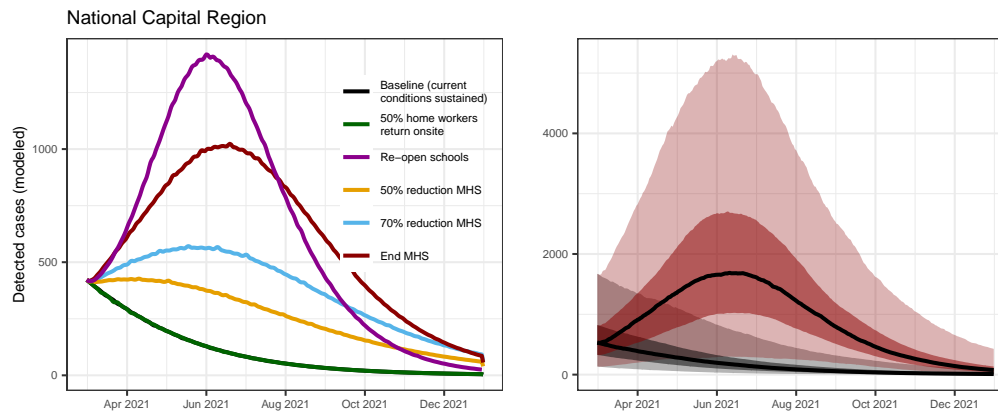 National Capital Region
Detected cases (modeled)
1000
500
0
Baseline (current
conditions sustained)
50% home workers
return onsite
Re−open schools
50% reduction MHS
70% reduction MHS
End MHS
Apr 2021 Jun 2021 Aug 2021 Oct 2021 Dec 2021
4000
2000
0
Apr 2021 Jun 2021 Aug 2021 Oct 2021 Dec 2021